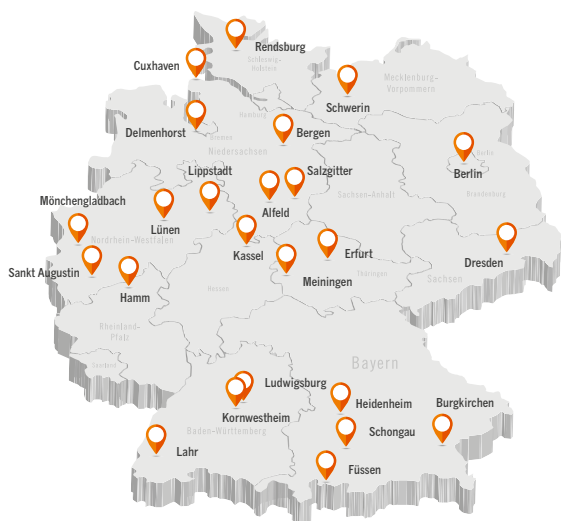 Rendsburg
Schleswig-
Holstein
Cuxhaven
Mecklenburg-
Vorpommern
Schwerin
Hamburg
Delmenhorst
Bremen
Bergen
Niedersachsen
Berlin
Berlin
Lippstadt
Salzgitter
Sachsen-Anhalt
Brandenburg
Mönchengladbach
Alfeld
Lünen
Nordrhein-Westfalen
Kassel
Erfurt
Dresden
Sankt Augustin
Meiningen
Thüringen
Sachsen
Hamm
Hessen
Rheinland-
Pfalz
Saarland
Bayern
Ludwigsburg
Heidenheim
Burgkirchen
Kornwestheim
Baden-Württemberg
Schongau
Lahr
Füssen